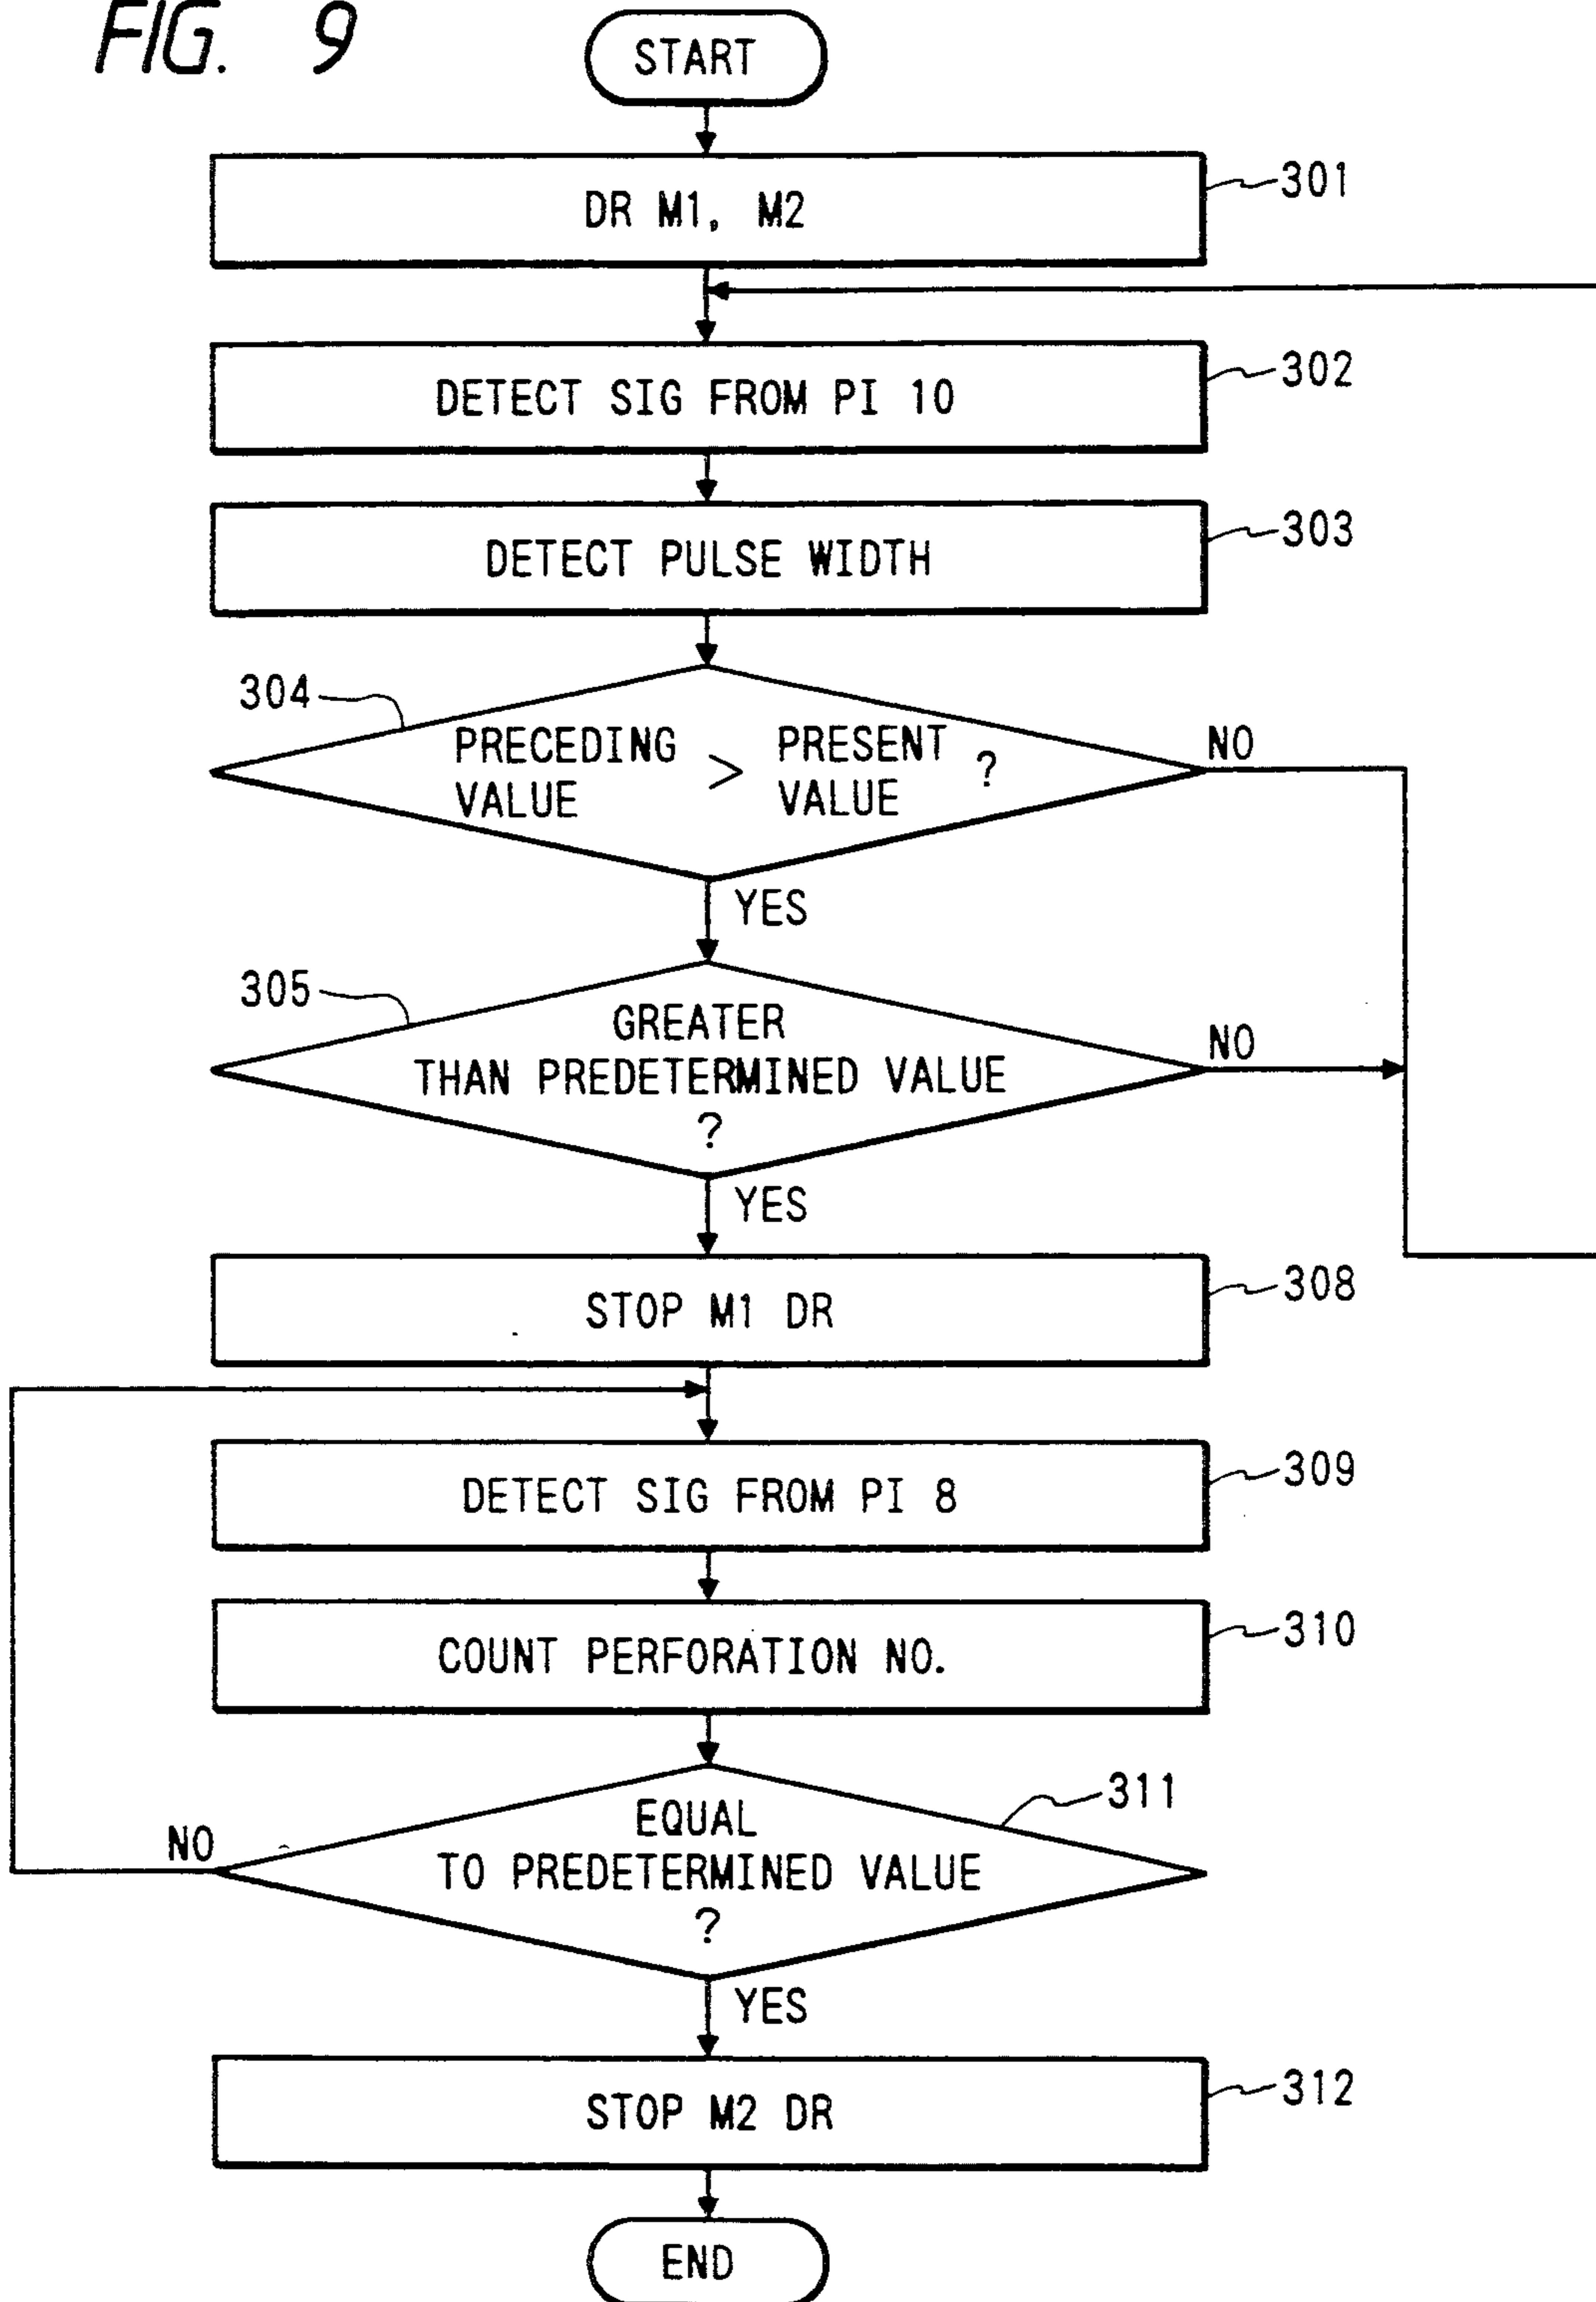 FIG. 9
START
DR M1, M2
301
DETECT SIG FROM PI 10
302
DETECT PULSE WIDTH
303
304
PRECEDING VALUE > PRESENT VALUE ?
NO
YES
305
GREATER
THAN PREDETERMINED VALUE
?
NO
YES
STOP M1 DR
308
DETECT SIG FROM PI 8
309
COUNT PERFORATION NO.
310
311
EQUAL
TO PREDETERMINED VALUE
?
NO
YES
STOP M2 DR
312
END